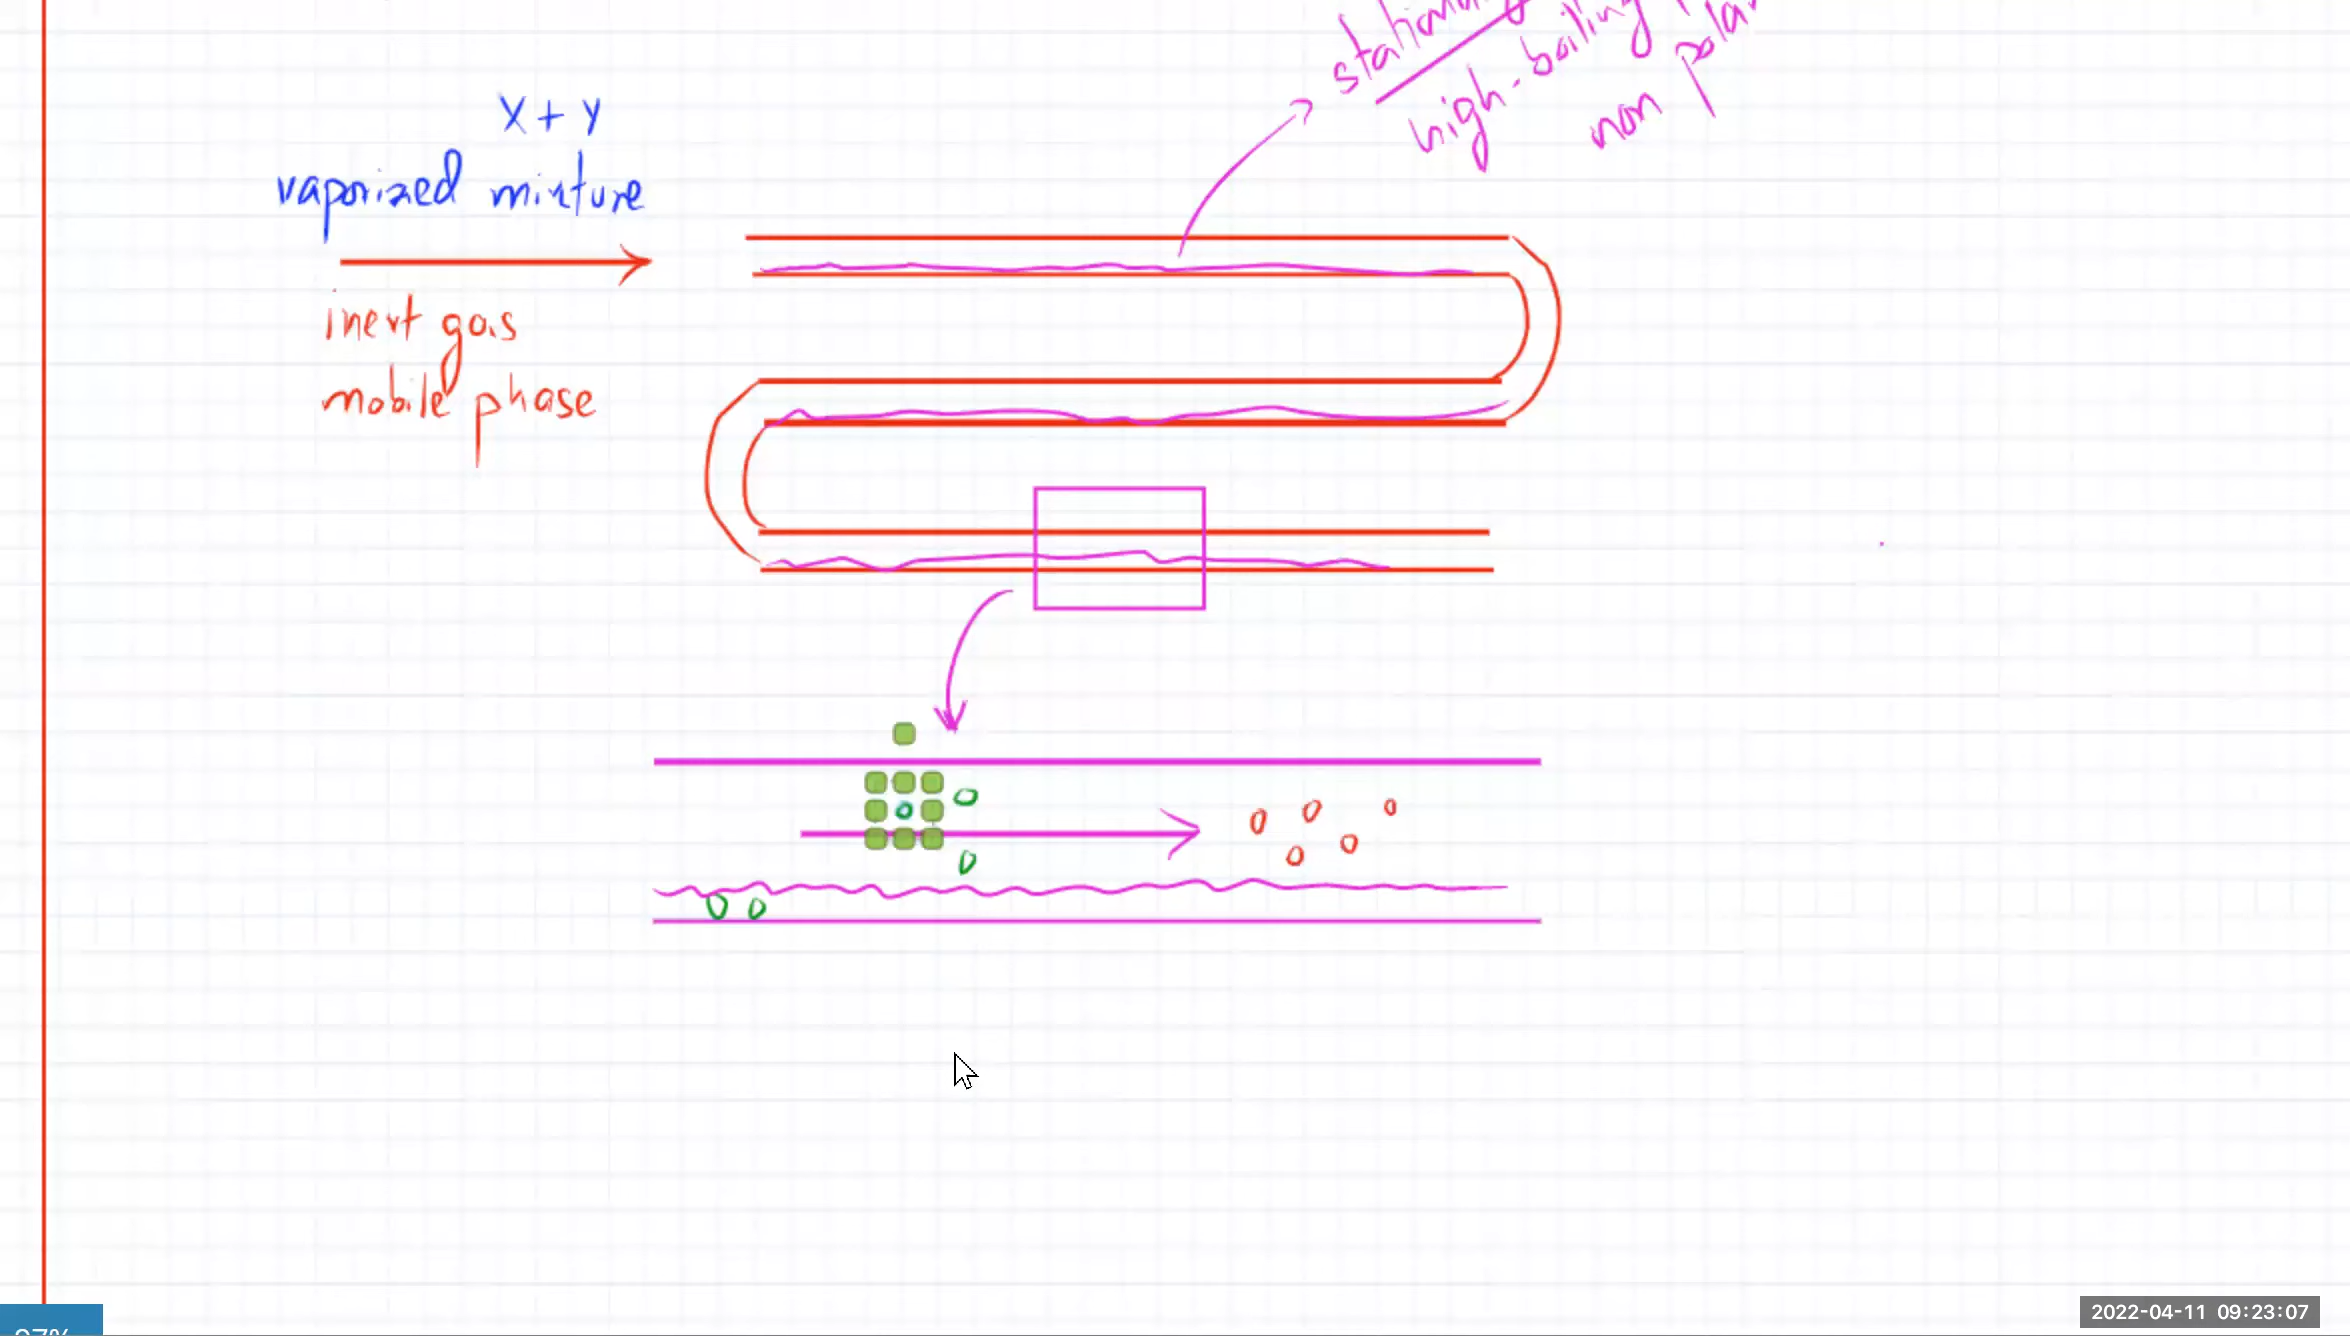 high-boiling
non
X + Y
vaporized mixture
inert gas
mobile phase
2022-04-11 09:23:07